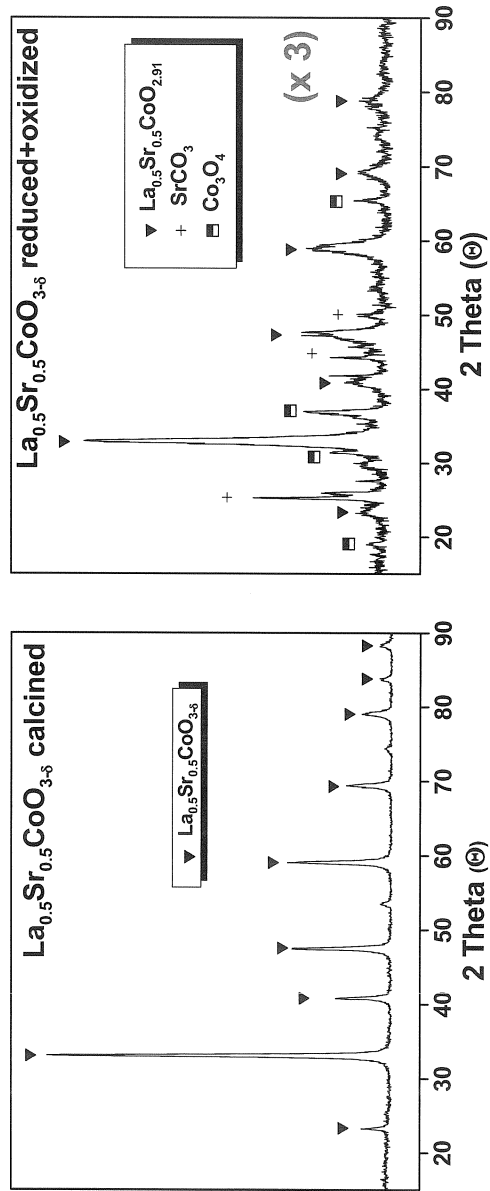 La0.5Sr0.5CoO3-δ calcined
▼ La0.5Sr0.5CoO3-δ
20 30 40 50 60 70 80 90
2 Theta (Θ)
La0.5Sr0.5CoO3-δ reduced+oxidized
▼ La0.5Sr0.5CoO2.91
+ SrCO3
Co3O4
(x 3)
20 30 40 50 60 70 80 90
2 Theta (Θ)